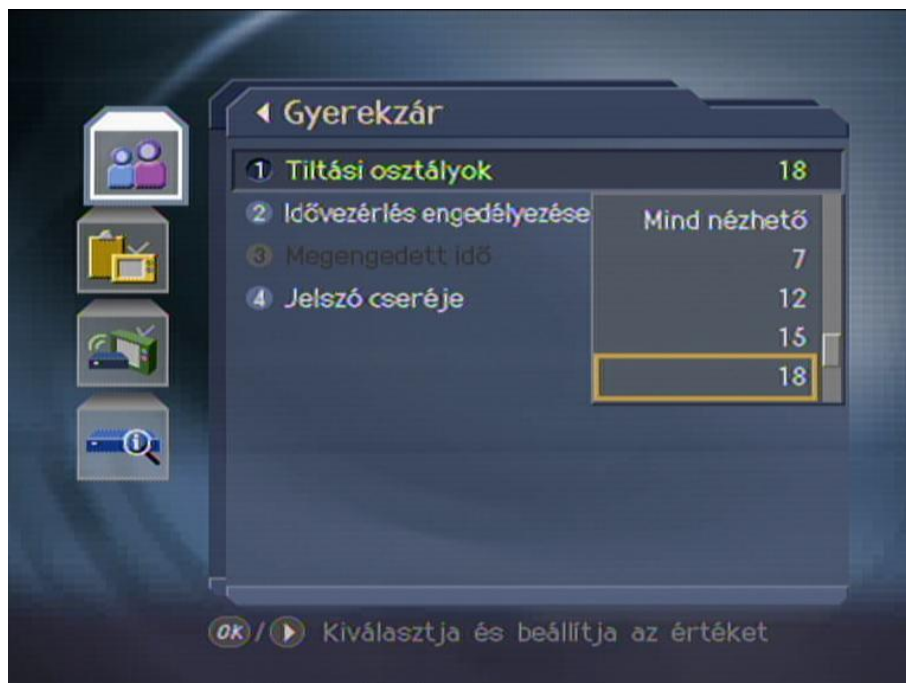 Gyerekzár
1 Tiltási osztályok 18
2 Idővezérlés engedélyezése
Mind nézhető
7
3 Megengedett idő
12
4 Jelszó cseréje
15
18
OK / Kiválasztja és beállítja az értéket